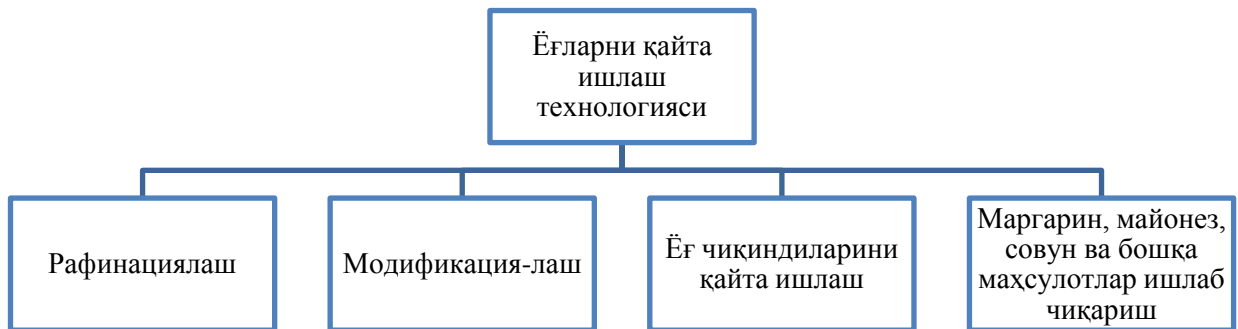 Ёғларни қайта
ишлаш
технологияси
Рафинациялаш
Модификация-лаш
Ёғ чиқиндиларини
қайта ишлаш
Маргарин, майонез,
совун ва бошқа
маҳсулотлар ишлаб
чиқариш